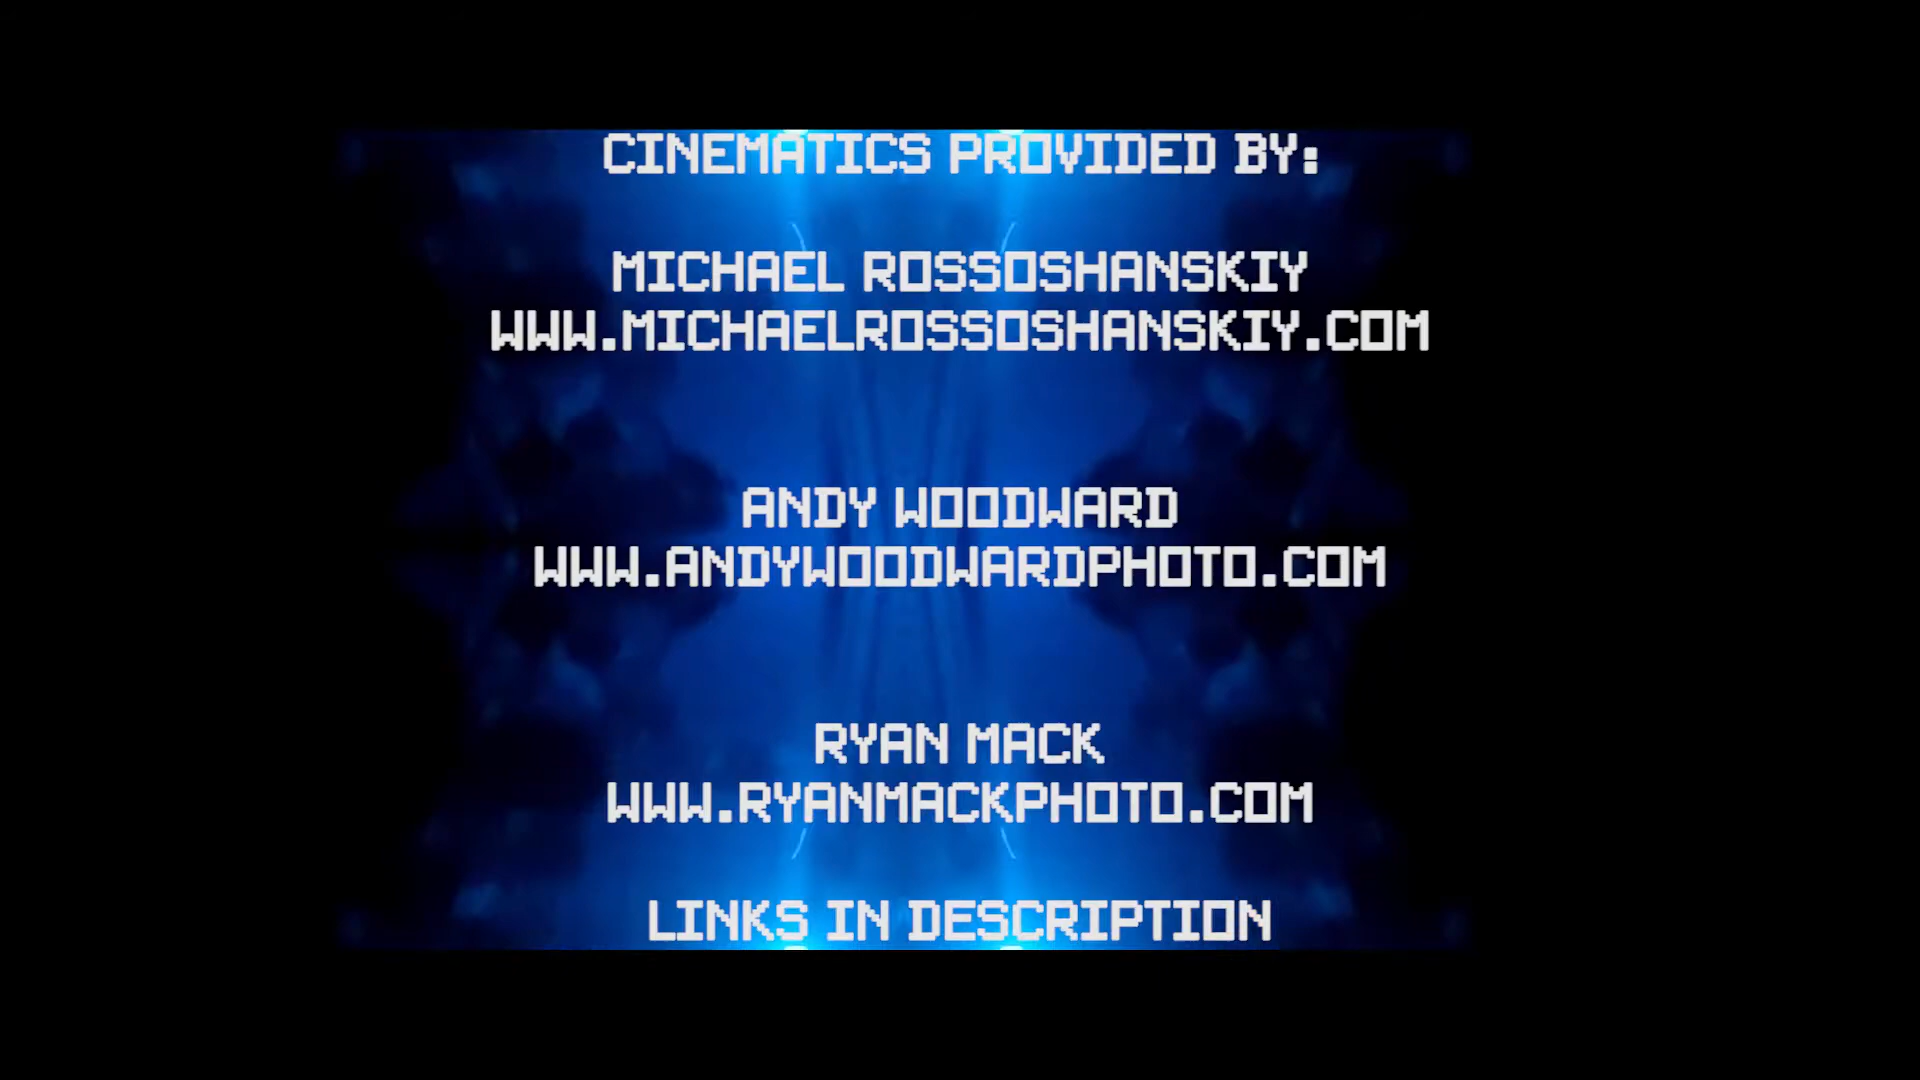 CINEMATICS PROVIDED BY:
MICHAEL ROSSOSHANSKIY
WWW.MICHAELROSSOSHANSKIY.COM
ANDY WOODWARD
WWW.ANDYWOODWARDPHOTO.COM
RYAN MACK
WWW.RYANMACKPHOTO.COM
LINKS IN DESCRIPTION